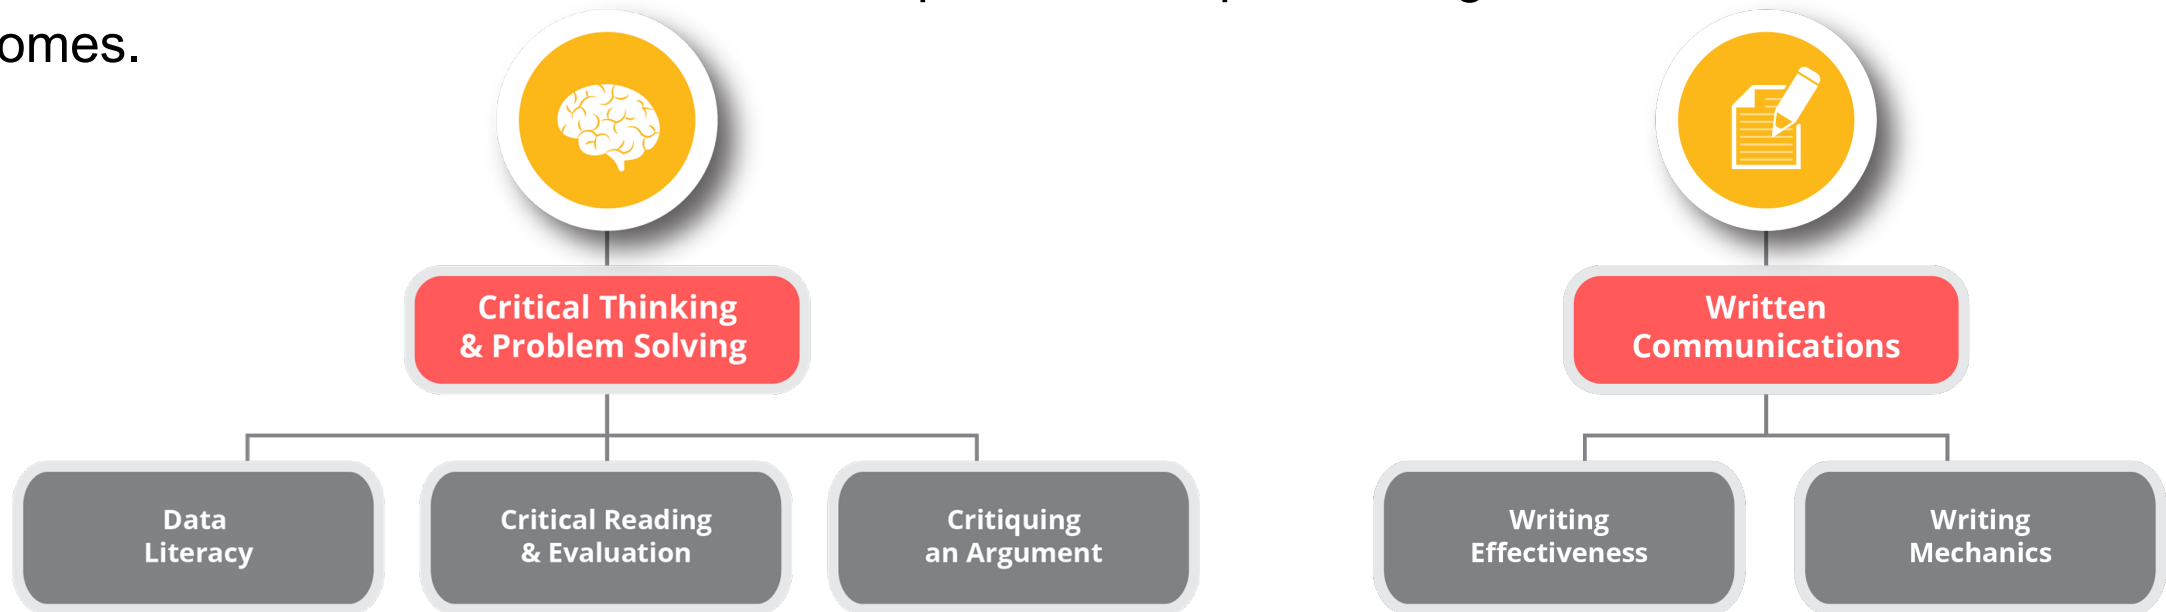 omes.
Critical Thinking
& Problem Solving
Written
Communications
Data
Literacy
Critical Reading
& Evaluation
Critiquing
an Argument
Writing
Effectiveness
Writing
Mechanics